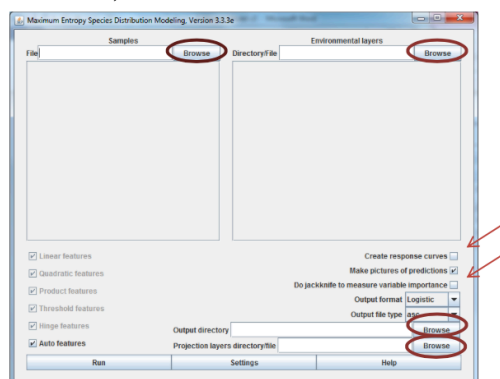 Maximum Entropy Species Distribution Modeling, Version 3.3.3e
Samples
Environmental layers
File Browse Directory/File Browse
Linear features
Create response curves
Quadratic features
Make pictures of predictions
Product features
Do jackknife to measure variable importance
Output format Logistic
Threshold features
Output file type asc
Hinge features
Output directory Browse
Auto features
Projection layers directory/file Browse
Run Settings Help